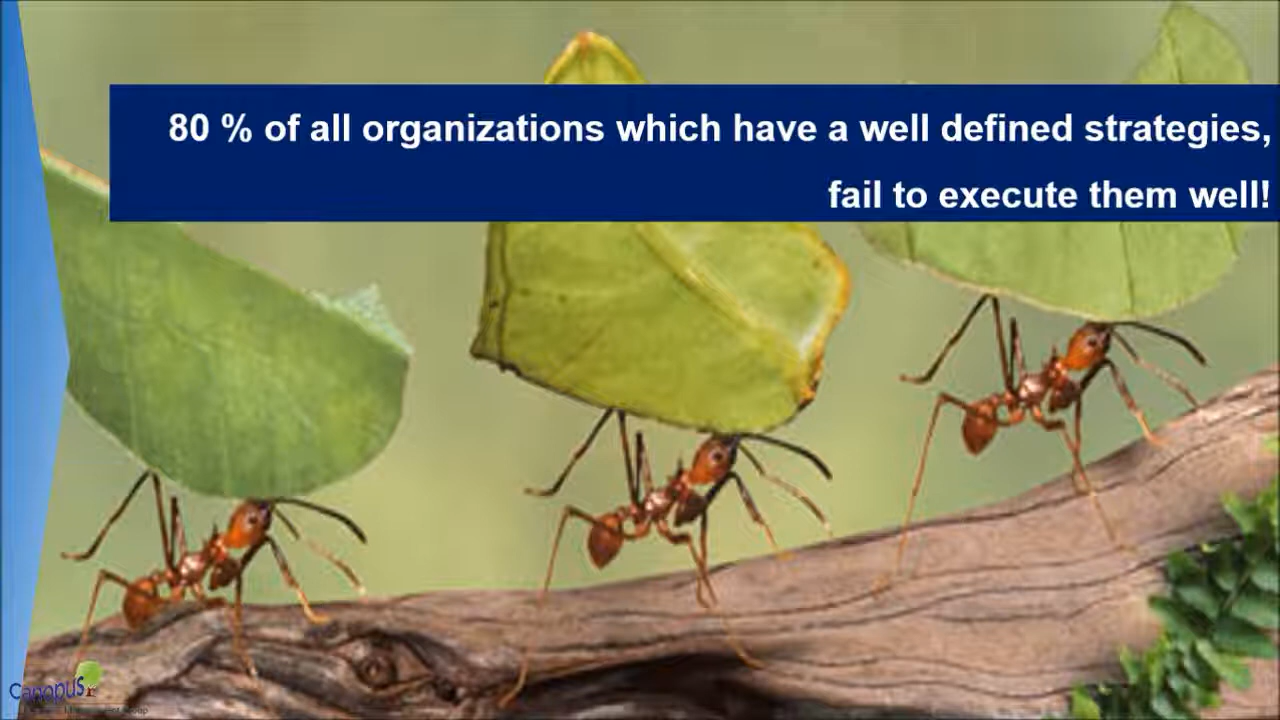 80 % of all organizations which have a well defined strategies,
fail to execute them well!
Canopus